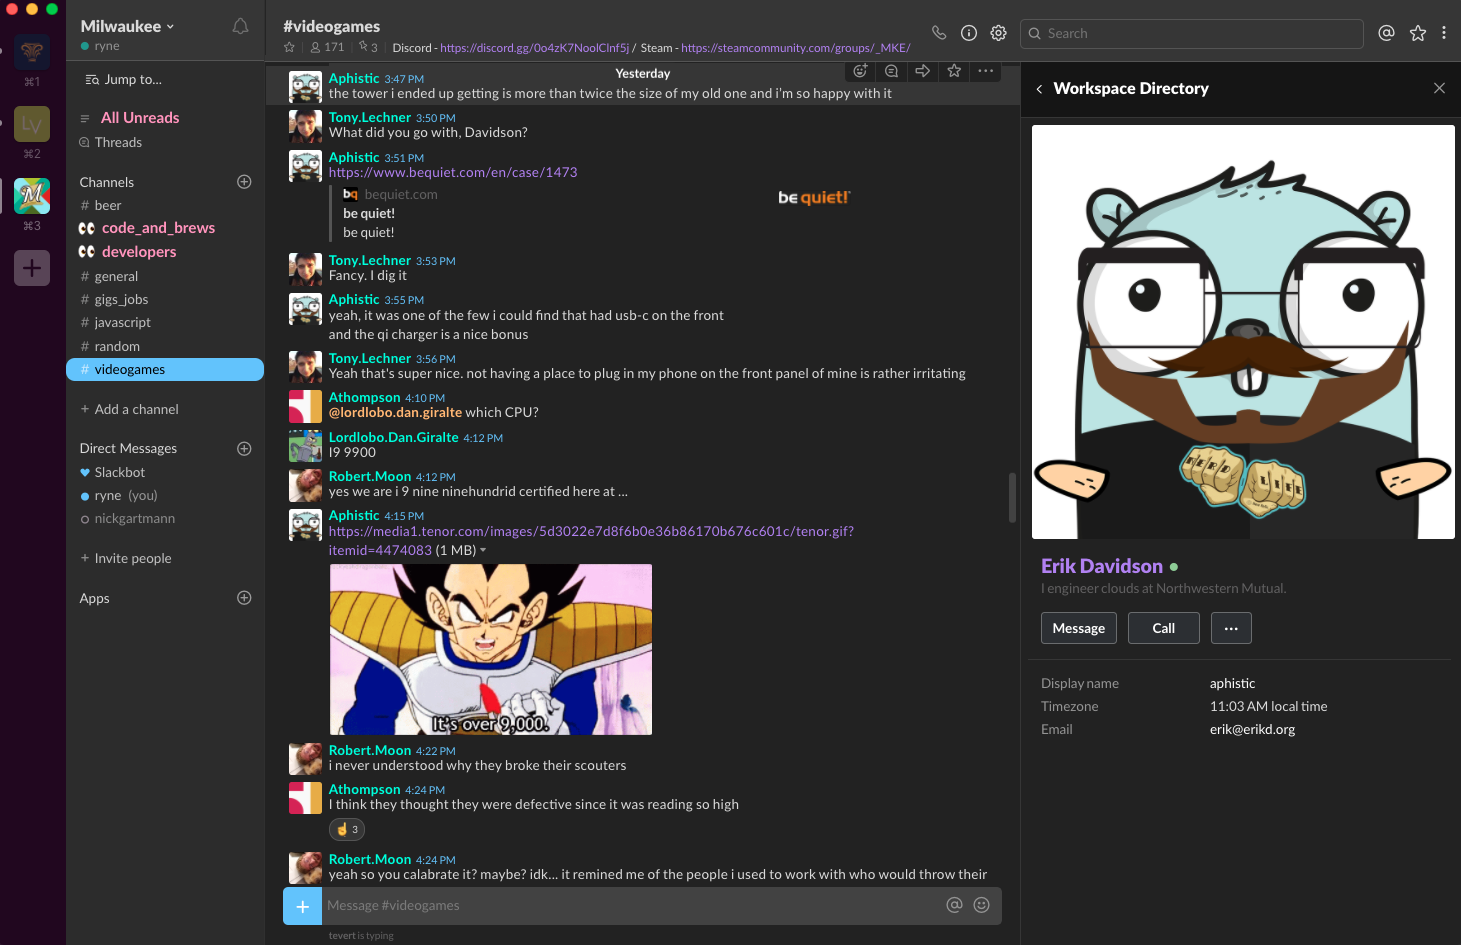 ⌘1
LV
⌘2
M
⌘3
+
Milwaukee
ryne
Jump to...
All Unreads
Threads
Channels
# beer
code_and_brews
developers
# general
# gigs_jobs
# javascript
# random
# videogames
+ Add a channel
Direct Messages
Slackbot
ryne (you)
nickgartmann
+ Invite people
Apps
#videogames
171 | 3 | Discord - https://discord.gg/0o4zK7NoolClnf5j / Steam - https://steamcommunity.com/groups/_MKE/
Search
Yesterday
Aphistic 3:47 PM
the tower i ended up getting is more than twice the size of my old one and i'm so happy with it
Tony.Lechner 3:50 PM
What did you go with, Davidson?
Aphistic 3:51 PM
https://www.bequiet.com/en/case/1473
bq bequiet.com
be quiet!
be quiet!
be quiet!
Tony.Lechner 3:53 PM
Fancy. I dig it
Aphistic 3:55 PM
yeah, it was one of the few i could find that had usb-c on the front
and the qi charger is a nice bonus
Tony.Lechner 3:56 PM
Yeah that's super nice. not having a place to plug in my phone on the front panel of mine is rather irritating
Athompson 4:10 PM
@lordlobo.dan.giralte which CPU?
Lordlobo.Dan.Giralte 4:12 PM
I9 9900
Robert.Moon 4:12 PM
yes we are i 9 nine ninehundrid certified here at ...
Aphistic 4:15 PM
https://media1.tenor.com/images/5d3022e7d8f6b0e36b86170b676c601c/tenor.gif?
itemid=4474083 (1 MB)
It's over 9,000.
Robert.Moon 4:22 PM
i never understood why they broke their scouters
Athompson 4:24 PM
I think they thought they were defective since it was reading so high
3
Robert.Moon 4:24 PM
yeah so you calabrate it? maybe? idk... it remined me of the people i used to work with who would throw their
+ Message #videogames
tevert is typing
Workspace Directory
NERD LIFE
Erik Davidson
I engineer clouds at Northwestern Mutual.
Message Call ...
Display name aphistic
Timezone 11:03 AM local time
Email erik@erikd.org